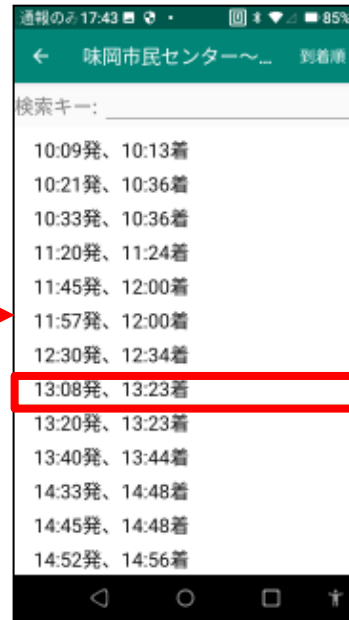 通報のみ 17:43 85%
← 味岡市民センター～... 到着順
検索キー:
10:09発、10:13着
10:21発、10:36着
10:33発、10:36着
11:20発、11:24着
11:45発、12:00着
11:57発、12:00着
12:30発、12:34着
13:08発、13:23着
13:20発、13:23着
13:40発、13:44着
14:33発、14:48着
14:45発、14:48着
14:52発、14:56着